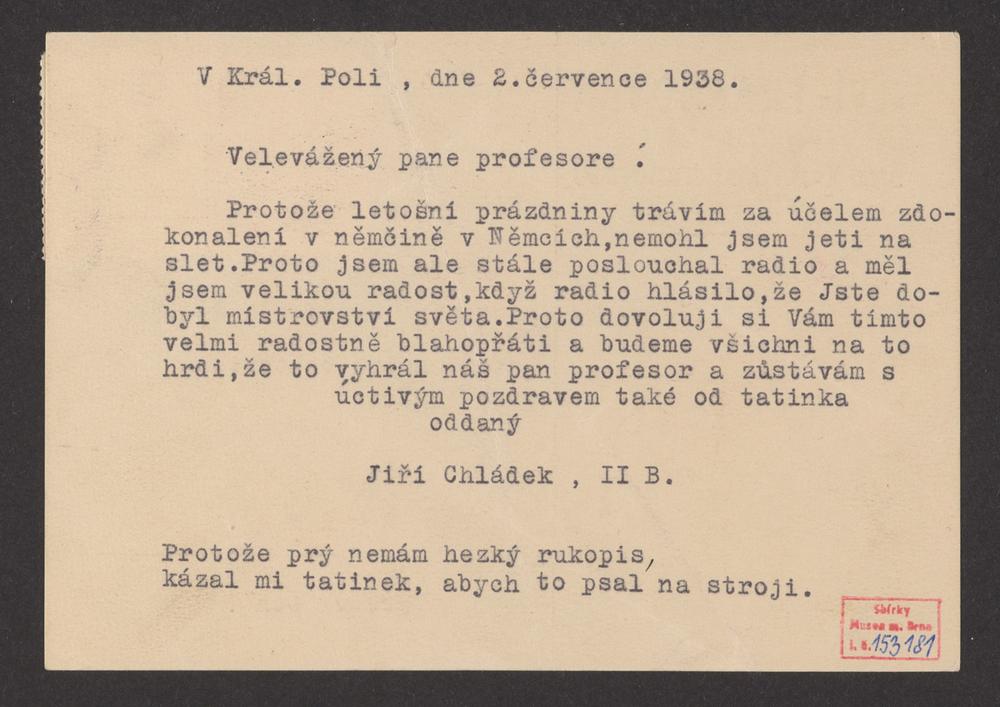 V Král. Poli , dne 2.července 1938.
Velevážený pane profesore !
Protože letošní prázdniny trávím za účelem zdo-
konalení v němčině v Němcích,nemohl jsem jeti na
slet.Proto jsem ale stále poslouchal radio a měl
jsem velikou radost,když radio hlásilo,že Jste do-
byl mistrovství světa.Proto dovoluji si Vám tímto
velmi radostně blahopřáti a budeme všichni na to
hrdi,že to vyhrál náš pan profesor a zůstávám s
úctivým pozdravem také od tatinka
oddaný
Jiří Chládek , II B.
Protože prý nemám hezký rukopis,
kázal mi tatinek, abych to psal na stroji.
Sbírky
Musea m. Brna
i. č. 153181